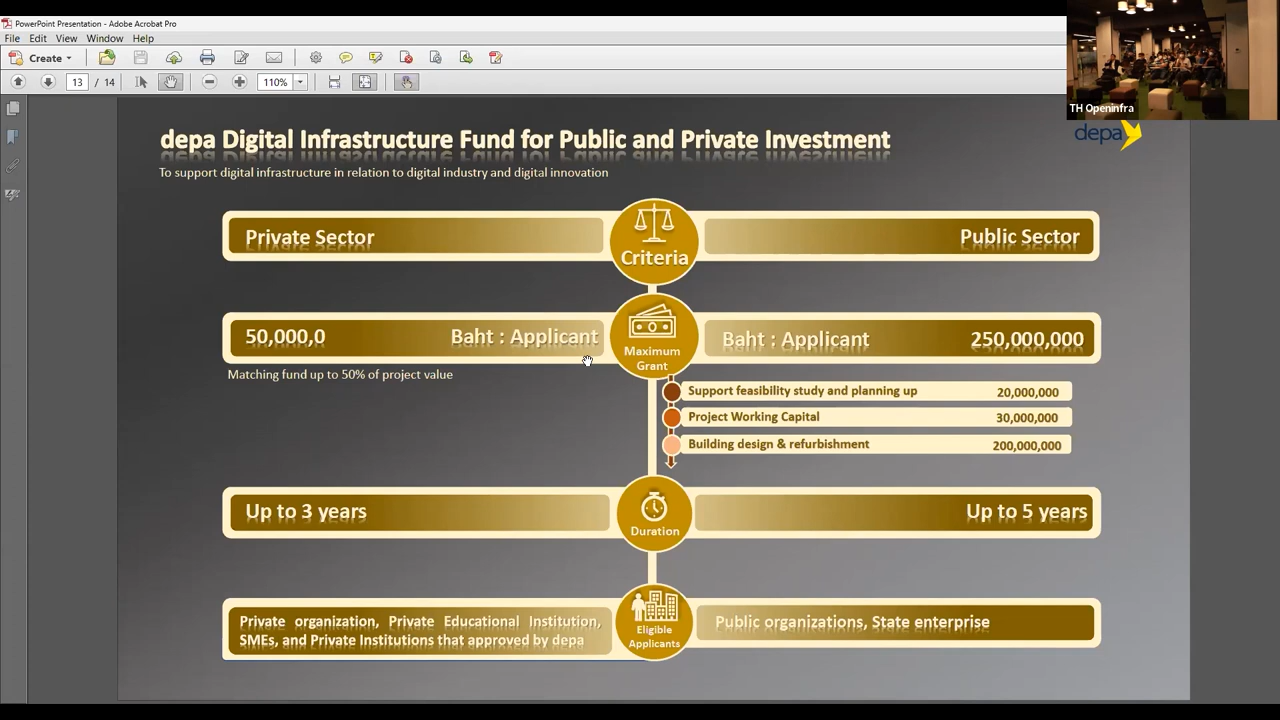 PowerPoint Presentation - Adobe Acrobat Pro
File Edit View Window Help
Create
13 / 14 110%
TH Openinfra
depa
depa Digital Infrastructure Fund for Public and Private Investment
To support digital infrastructure in relation to digital industry and digital innovation
Private Sector
Criteria
Public Sector
50,000,0 Baht : Applicant
Maximum
Grant
Baht : Applicant 250,000,000
Matching fund up to 50% of project value
Support feasibility study and planning up 20,000,000
Project Working Capital 30,000,000
Building design & refurbishment 200,000,000
Up to 3 years
Duration
Up to 5 years
Private organization, Private Educational Institution,
SMEs, and Private Institutions that approved by depa
Eligible
Applicants
Public organizations, State enterprise